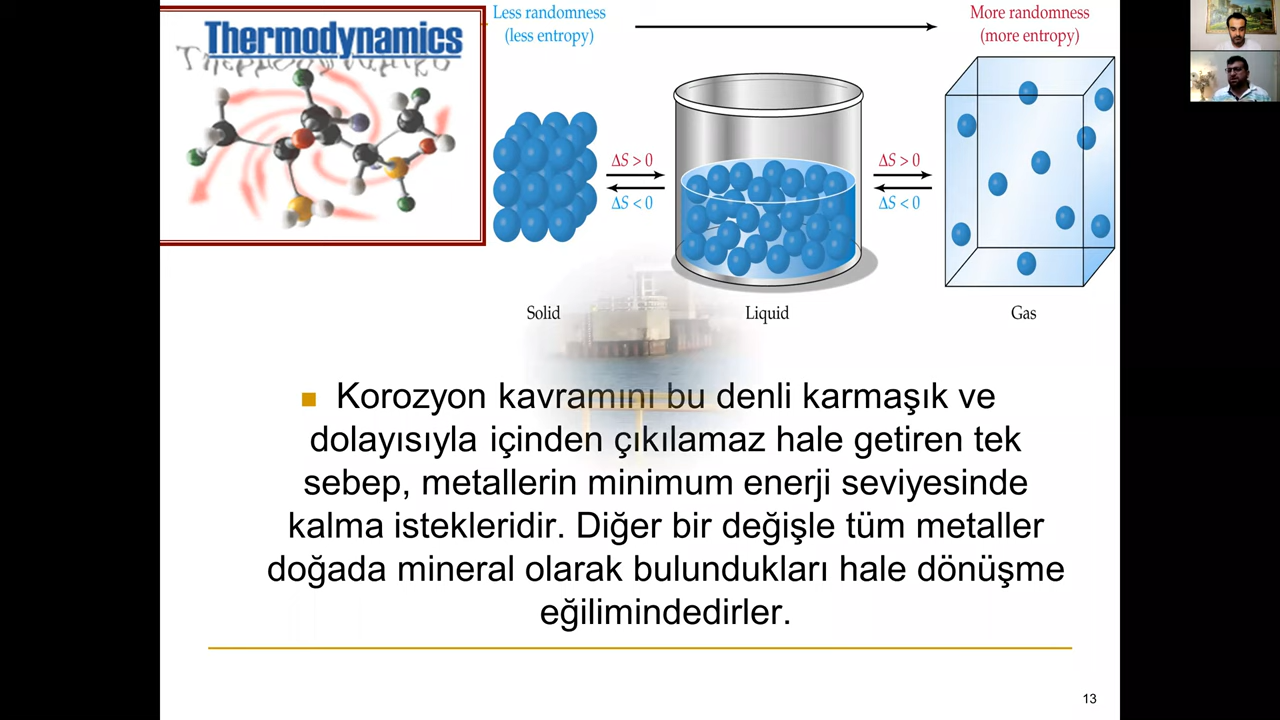 Thermodynamics
Less randomness
(less entropy)
More randomness
(more entropy)
ΔS > 0
ΔS < 0
ΔS > 0
ΔS < 0
Solid
Liquid
Gas
Korozyon kavramını bu denli karmaşık ve
dolayısıyla içinden çıkılamaz hale getiren tek
sebep, metallerin minimum enerji seviyesinde
kalma istekleridir. Diğer bir değişle tüm metaller
doğada mineral olarak bulundukları hale dönüşme
eğilimindedirler.
13